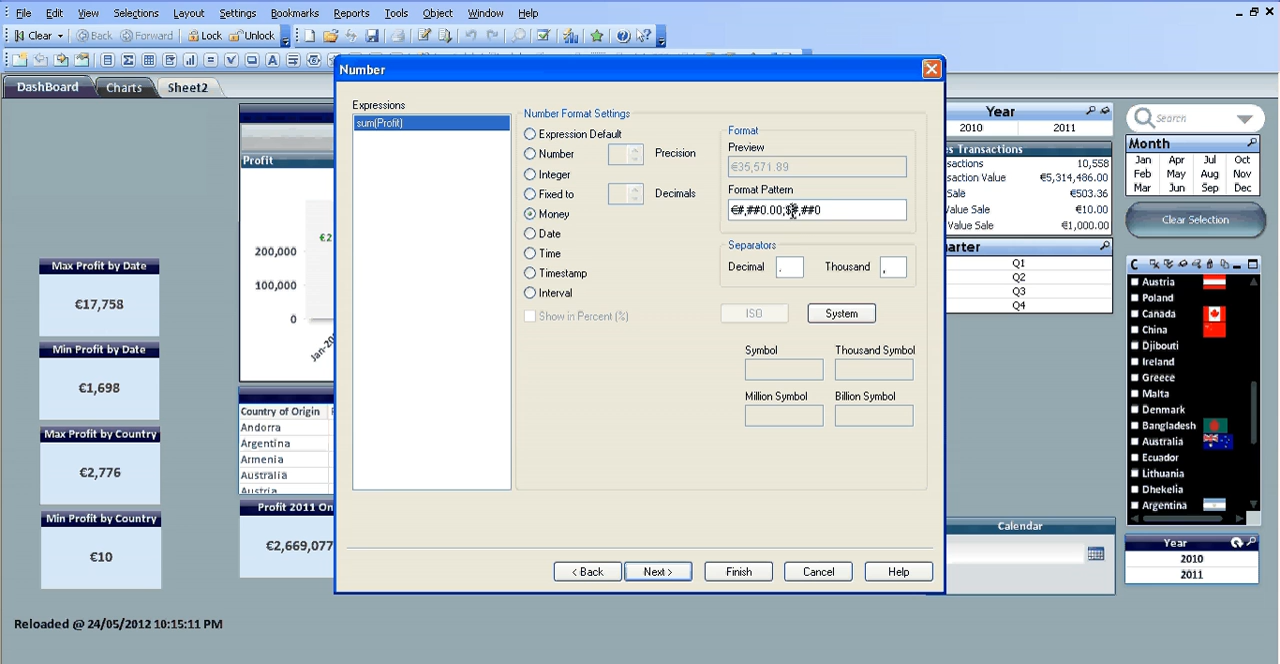 File Edit View Selections Layout Settings Bookmarks Reports Tools Object Window Help
Clear Back Forward Lock Unlock
DashBoard Charts Sheet2
Number
Expressions
sum(Profit)
Number Format Settings
Expression Default
Number
Precision
Integer
Fixed to
Decimals
Money
Date
Time
Timestamp
Interval
Show in Percent (%)
Format
Preview
€35,571.89
Format Pattern
Separators
Decimal .
Thousand ,
ISO
System
Symbol
Thousand Symbol
Million Symbol
Billion Symbol
< Back
Next >
Finish
Cancel
Help
Max Profit by Date
€17,758
Min Profit by Date
€1,698
Max Profit by Country
€2,776
Min Profit by Country
€10
Reloaded @ 24/05/2012 10:15:11 PM
Profit
200,000
100,000
0
Country of Origin
Andorra
Argentina
Armenia
Australia
Austria
Profit 2011
€2,669,077
Year
2010 2011
Transactions
10,558
Value
€5,314,486.00
Sale
€503.36
Value Sale
€10.00
Value Sale
€1,000.00
Q1
Q2
Q3
Q4
Calendar
Search
Month
Jan Apr Jul Oct
Feb May Aug Nov
Mar Jun Sep Dec
Clear Selection
C
Austria
Poland
Canada
China
Djibouti
Ireland
Greece
Malta
Denmark
Bangladesh
Australia
Ecuador
Lithuania
Dhekelia
Argentina
Year
2010
2011